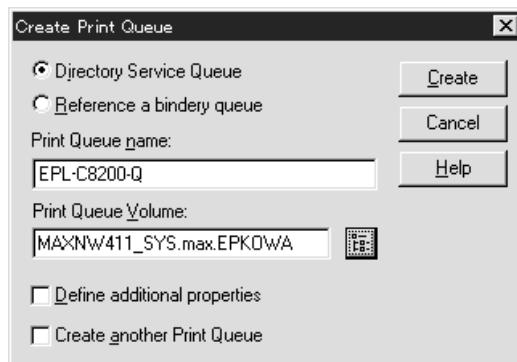 Create Print Queue
Directory Service Queue
Reference a bindery queue
Print Queue name:
EPL-C8200-Q
Print Queue Volume:
MAXNW411_SYS.max.EPKOWA
Define additional properties
Create another Print Queue
Create
Cancel
Help